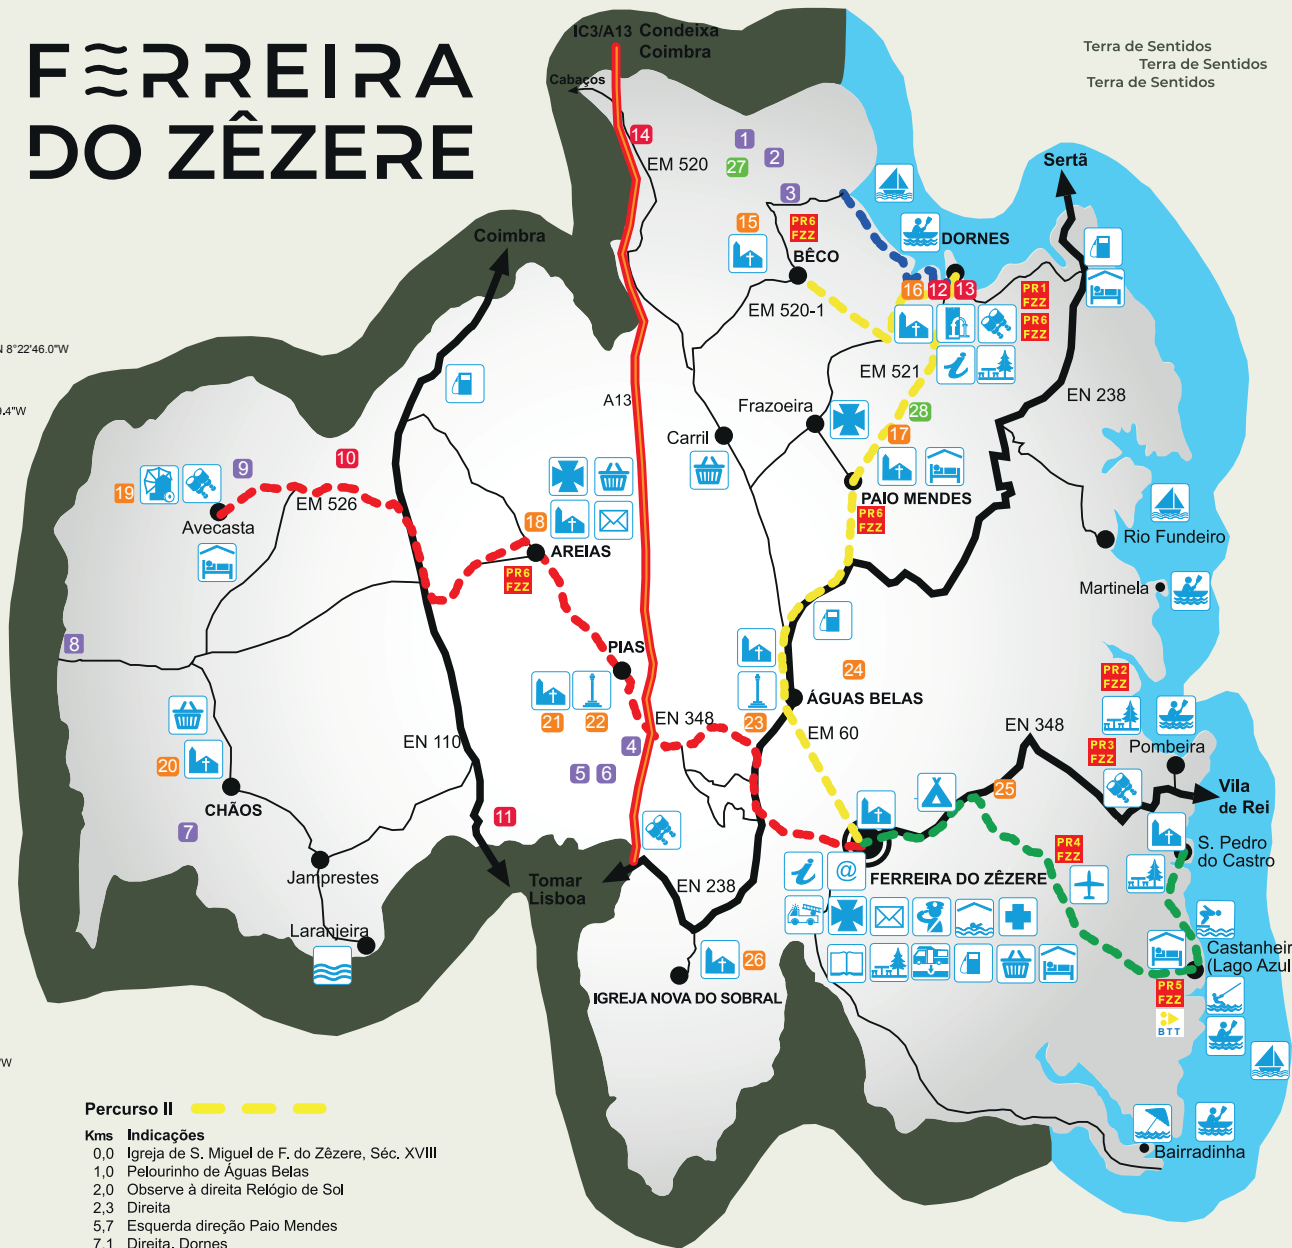 FERREIRA
DO ZÊZERE
Terra de Sentidos
Terra de Sentidos
Terra de Sentidos
IC3/A13 Condeixa
Coimbra
Cabaços
14
EM 520
1
2
27
3
Sertã
15
PR6
FZZ
BÊCO
DORNES
Coimbra
16
12
13
PR1
FZZ
PR6
FZZ
EM 520-1
N 8°22'46.0"W
EM 521
EN 238
A13
9.4"W
Frazoeira
28
Carril
17
10
9
19
EM 526
PAIO MENDES
Avecasta
18
AREIAS
PR6
FZZ
PR6
FZZ
Rio Fundeiro
Martinela
8
PIAS
24
PR2
FZZ
ÁGUAS BELAS
21
22
EN 348
23
EN 348
EM 60
4
EN 110
PR3
FZZ
Pombeira
20
5
6
Vila
de Rei
CHÃOS
25
7
11
PR4
FZZ
S. Pedro
do Castro
Jamprestes
Tomar
Lisboa
EN 238
@
FERREIRA DO ZÊZERE
Laranjeira
Castanheir
(Lago Azul
26
IGREJA NOVA DO SOBRAL
PR5
FZZ
BTT
"W
Bairradinha
Percurso II
Kms Indicações
0,0 Igreja de S. Miguel de F. do Zêzere, Séc. XVIII
1,0 Pelourinho de Águas Belas
2,0 Observe à direita Relógio de Sol
2,3 Direita
5,7 Esquerda direção Paio Mendes
7,1 Direita, Dornes